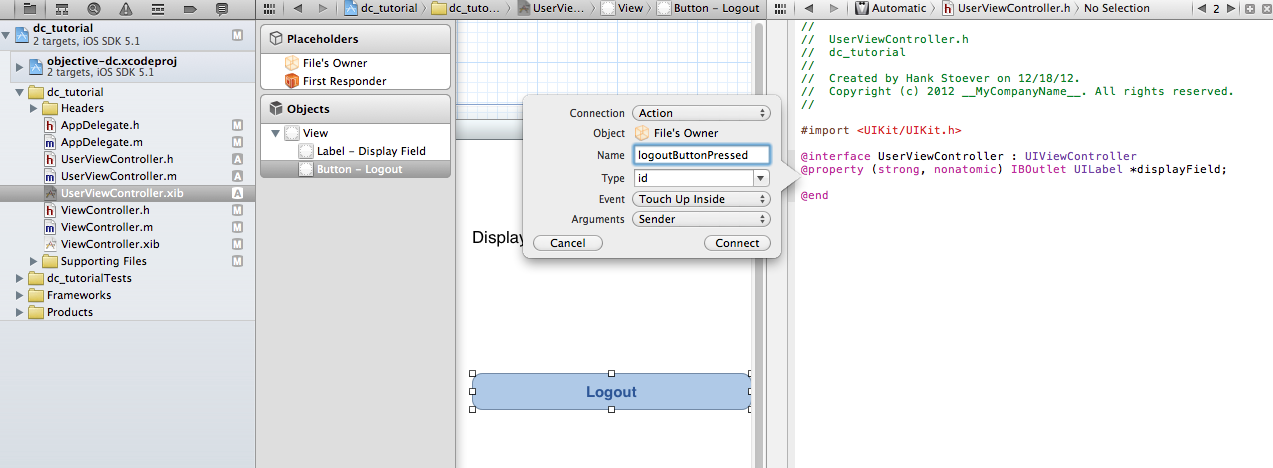 dc_tutorial
2 targets, iOS SDK 5.1
M
objective-dc.xcodeproj
2 targets, iOS SDK 5.1
dc_tutorial
Headers
AppDelegate.h M
AppDelegate.m M
UserViewController.h A
UserViewController.m A
UserViewController.xib A
ViewController.h M
ViewController.m M
ViewController.xib M
Supporting Files M
dc_tutorialTests
Frameworks
Products
dc_tutorial dc_tuto... UserVie... View Button – Logout
Placeholders
File's Owner
First Responder
Objects
View
Label – Display Field
Button – Logout
Display
Logout
Connection Action
Object File's Owner
Name logoutButtonPressed
Type id
Event Touch Up Inside
Arguments Sender
Cancel Connect
Automatic UserViewController.h No Selection 2
//
// UserViewController.h
// dc_tutorial
//
// Created by Hank Stoever on 12/18/12.
// Copyright (c) 2012 __MyCompanyName__. All rights reserved.
//
#import <UIKit/UIKit.h>
@interface UserViewController : UIViewController
@property (strong, nonatomic) IBOutlet UILabel *displayField;
@end